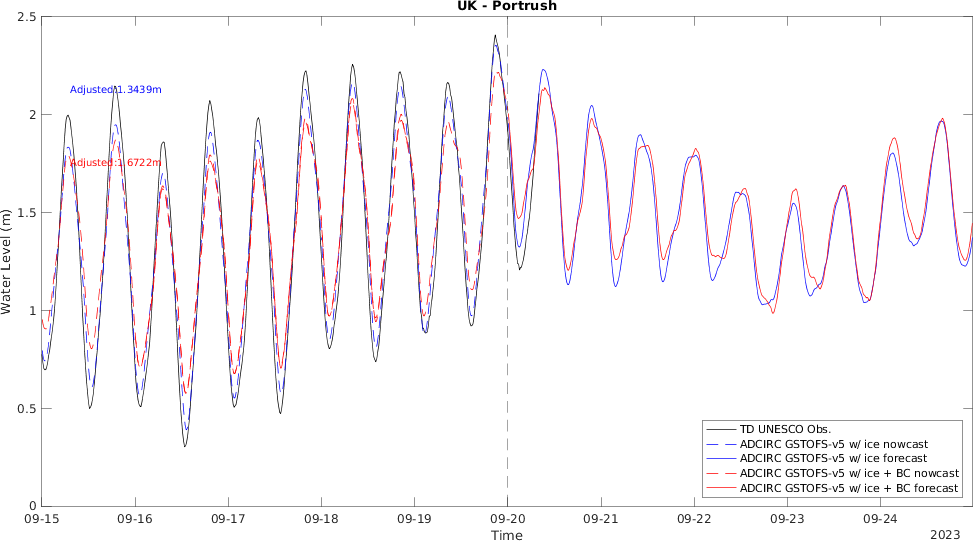 UK - Portrush
2.5
2
1.5
1
0.5
0
Water Level (m)
Adjusted:1.3439m
Adjusted:1.6722m
TD UNESCO Obs.
ADCIRC GSTOFS-v5 w/ ice nowcast
ADCIRC GSTOFS-v5 w/ ice forecast
ADCIRC GSTOFS-v5 w/ ice + BC nowcast
ADCIRC GSTOFS-v5 w/ ice + BC forecast
09-15 09-16 09-17 09-18 09-19 09-20 09-21 09-22 09-23 09-24
Time
2023